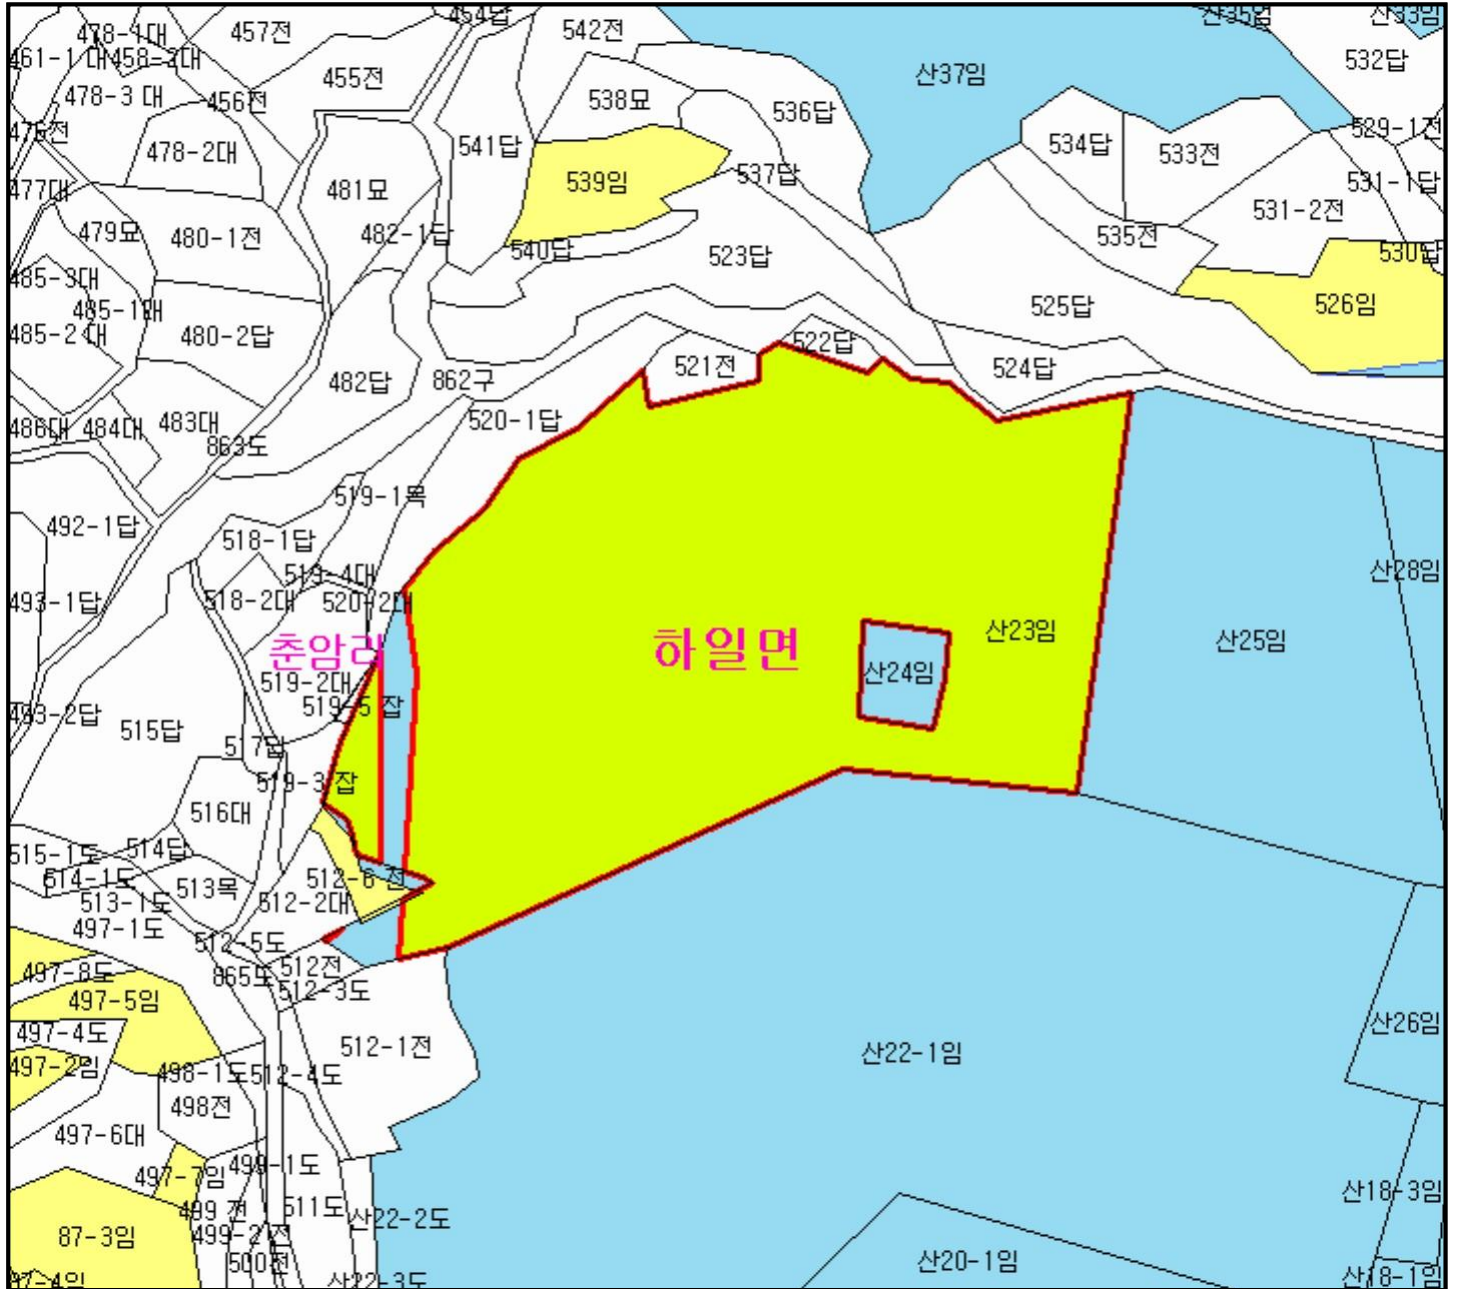 454답
산35임
산33임
478-1대
457전
542전
461-1 대
458-2대
532답
455전
산37임
478-3 대
456전
538묘
536답
476전
529-1전
478-2대
541답
534답
533전
539임
537답
531-1답
477대
481묘
531-2전
479묘
480-1전
482-1답
535전
540답
523답
530답
485-3대
485-1대
525답
526임
485-2 대
480-2답
522답
521전
524답
482답
862구
520-1답
486대
484대
483대
863도
519-1목
492-1답
518-1답
519-4대
산28임
493-1답
518-2대
520-2대
산23임
산25임
춘암리
하일면
산24임
519-2대
519-5 잡
493-2답
515답
517답
519-3 잡
516대
515-1도
514답
514-1도
513목
512-6 전
513-1도
512-2대
497-1도
512-5도
497-8도
865도
512전
497-5임
512-3도
497-4도
산26임
512-1전
산22-1임
497-2임
498-1도
512-4도
498전
497-6대
499-1도
497-7임
산18-3임
499 전
511도
산22-2도
87-3임
499-2전
500전
산20-1임
산22-3도
산18-1임